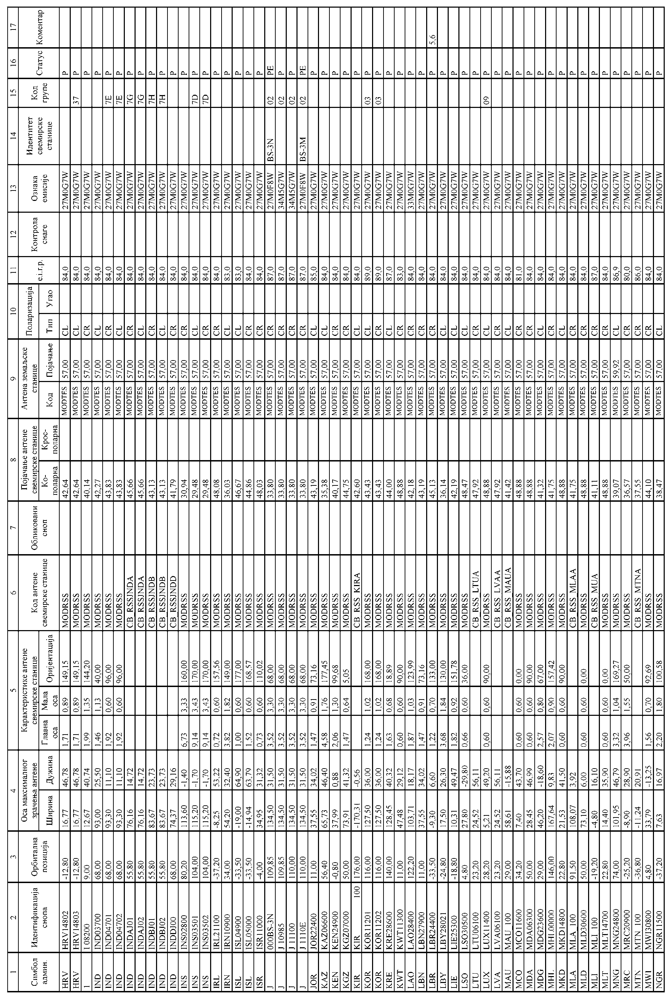 1 2 3 4 5 6 7 8 9 10 11 12 13 14 15 16 17
Симбол админ. Идентификација снопа Орбитална позиција Оса максималног зрачења антене Карактеристике антене свемирске станице Код антене свемирске станице Обликовани сноп Појачање антене свемирске станице Антена земаљске станице Поларизација e.i.r.p. Контрола снаге Ознака емисије Идентитет свемирске станице Код групе Статус Коментар
Ширина Дужина Главна оса Мала оса Оријентација Ко-поларна Крос-поларна Код Појачање Тип Угао
HRV HRV14802 -12,80 16,77 46,78 1,71 0,89 149,15 MODRSS 42,64 MODTES 57,00 CL 84,0 27M0G7W P
HRV HRV14803 -12,80 16,77 46,78 1,71 0,89 149,15 MODRSS 42,64 MODTES 57,00 CL 84,0 27M0G7W 37 P
1 1 08200 9,00 12,67 40,74 1,99 1,35 144,20 MODRSS 40,14 MODTES 57,00 CR 84,0 27M0G7W P
IND IND03700 68,00 93,00 25,50 1,46 1,13 40,00 MODRSS 42,27 MODTES 57,00 CL 84,0 27M0G7W P
IND IND04701 68,00 93,30 11,10 1,92 0,60 96,00 MODRSS 43,83 MODTES 57,00 CR 84,0 27M0G7W 7E P
IND IND04702 68,00 93,30 11,10 1,92 0,60 96,00 MODRSS 43,83 MODTES 57,00 CL 84,0 27M0G7W 7E P
IND INDAJ01 55,80 76,16 14,72 CB_RSSJNDA 45,66 MODTES 57,00 CR 84,0 27M0G7W 7G P
IND INDAJ02 55,80 76,16 14,72 CB_RSSJNDA 45,66 MODTES 57,00 CL 84,0 27M0G7W 7G P
IND INDBJ01 55,80 83,67 23,73 CB_RSSJNDB 43,13 MODTES 57,00 CR 84,0 27M0G7W 7H P
IND INDBJ02 55,80 83,67 23,73 CB_RSSJNDB 43,13 MODTES 57,00 CL 84,0 27M0G7W 7H P
IND INDDJ00 68,00 74,37 29,16 CB_RSSJNDD 41,79 MODTES 57,00 CR 84,0 27M0G7W P
INS INS02800 80,20 113,60 -1,40 6,73 3,33 160,00 MODRSS 30,94 MODTES 57,00 CR 84,0 27M0G7W P
INS INS03501 104,00 115,20 -1,70 9,14 3,43 170,00 MODRSS 29,48 MODTES 57,00 CL 84,0 27M0G7W 7D P
INS INS03502 104,00 115,20 -1,70 9,14 3,43 170,00 MODRSS 29,48 MODTES 57,00 CR 84,0 27M0G7W 7D P
IRL IRL21100 -37,20 -8,25 53,22 0,72 0,60 157,56 MODRSS 48,08 MODTES 57,00 CR 84,0 27M0G7W P
IRN IRN10900 34,00 54,20 32,40 3,82 1,82 149,00 MODRSS 36,03 MODTES 57,00 CL 83,0 27M0G7W P
ISL ISL04900 -33,50 -19,00 64,90 1,00 0,60 177,00 MODRSS 46,67 MODTES 57,00 CL 83,0 27M0G7W P
ISL ISL05000 -33,50 -14,94 63,79 1,52 0,60 168,57 MODRSS 44,86 MODTES 57,00 CR 84,0 27M0G7W P
ISR ISR11000 -4,00 34,95 31,32 0,73 0,60 110,02 MODRSS 48,03 MODTES 57,00 CR 84,0 27M0G7W P
J 000BS-3N 109,85 134,50 31,50 3,52 3,30 68,00 MODRSS 33,80 MODTES 57,00 CR 87,0 27M0F8W BS-3N 02 PE
J J 10985 109,85 134,50 31,50 3,52 3,30 68,00 MODRSS 33,80 MODTES 57,00 CR 87,0 34M5G7W 02 P
J J 11100 110,00 134,50 31,50 3,52 3,30 68,00 MODRSS 33,80 MODTES 57,00 CR 87,0 34M5G7W 02 P
J J 1110E 110,00 134,50 31,50 3,52 3,30 68,00 MODRSS 33,80 MODTES 57,00 CR 87,0 27M0F8W BS-3M 02 PE
JOR JOR22400 11,00 37,55 34,02 1,47 0,91 73,16 MODRSS 43,19 MODTES 57,00 CL 85,0 27M0G7W P
KAZ KAZ06600 56,40 65,73 46,40 4,58 1,76 177,45 MODRSS 35,38 MODTES 57,00 CL 84,0 27M0G7W P
KEN KEN24900 -0,80 37,99 0,88 2,06 1,30 99,68 MODRSS 40,17 MODTES 57,00 CR 84,0 27M0G7W P
KGZ KGZ07000 50,00 73,91 41,32 1,47 0,64 5,05 MODRSS 44,75 MODTES 57,00 CR 84,0 27M0G7W P
KIR KIR__100 176,00 -170,31 -0,56 CB_RSS_KIRA 42,60 MODTES 57,00 CL 84,0 27M0G7W P
KOR KOR11201 116,00 127,50 36,00 1,24 1,02 168,00 MODRSS 43,43 MODTES 57,00 CL 89,0 27M0G7W 03 P
KOR KOR11202 116,00 127,50 36,00 1,24 1,02 168,00 MODRSS 43,43 MODTES 57,00 CR 89,0 27M0G7W 03 P
KRE KRE28600 140,00 128,45 40,32 1,63 0,68 18,89 MODRSS 44,00 MODTES 57,00 CL 87,0 27M0G7W P
KWT KWT11300 11,00 47,48 29,12 0,60 0,60 90,00 MODRSS 48,88 MODTES 57,00 CR 83,0 27M0G7W P
LAO LAO28400 122,20 103,71 18,17 1,87 1,03 123,99 MODRSS 42,18 MODTES 57,00 CR 84,0 33M0G7W P
LBN LBN27900 11,00 37,55 34,02 1,47 0,91 73,16 MODRSS 43,19 MODTES 57,00 CR 84,0 27M0G7W P
LBR LBR24400 -33,50 -9,30 6,60 1,22 0,70 133,00 MODRSS 45,13 MODTES 57,00 CR 84,0 27M0G7W P 5,6
LBY LBY28021 -24,80 17,50 26,30 3,68 1,84 130,00 MODRSS 36,14 MODTES 57,00 CL 84,0 27M0G7W P
LIE LIE25300 -18,80 10,31 49,47 1,82 0,92 151,78 MODRSS 42,19 MODTES 57,00 CL 84,0 27M0G7W P
LSO LSO30500 4,80 27,80 -29,80 0,66 0,60 36,00 MODRSS 48,47 MODTES 57,00 CL 84,0 27M0G7W P
LTU LTU06100 23,20 24,52 56,11 CB_RSS_LTUA 47,92 MODTES 57,00 CR 84,0 27M0G7W P
LUX LUX11400 28,20 5,21 49,20 0,60 0,60 90,00 MODRSS 48,88 MODTES 57,00 CL 84,0 27M0G7W 09 P
LVA LVA06100 23,20 24,52 56,11 CB_RSS_LVAA 47,92 MODTES 57,00 CR 84,0 27M0G7W P
MAU MAU_100 29,00 58,61 -15,88 CB_RSS_MAUA 41,42 MODTES 57,00 CL 84,0 27M0G7W P
MCO MCO11600 34,20 7,40 43,70 0,60 0,60 0,00 MODRSS 48,88 MODTES 57,00 CR 81,0 27M0G7W P
MDA MDA06300 50,00 28,45 46,99 0,60 0,60 90,00 MODRSS 48,88 MODTES 57,00 CR 84,0 27M0G7W P
MDG MDG23600 29,00 46,20 -18,60 2,57 0,80 67,00 MODRSS 41,32 MODTES 57,00 CL 84,0 27M0G7W P
MHL MHL00000 146,00 167,64 9,83 2,07 0,90 157,42 MODRSS 41,75 MODTES 57,00 CR 84,0 27M0G7W P
MKD MKD14800 22,80 21,53 41,50 0,60 0,60 90,00 MODRSS 48,88 MODTES 57,00 CL 84,0 27M0G7W P
MLA MLA_100 91,50 108,07 3,92 CB_RSS_MLAA 41,75 MODTES 57,00 CR 84,0 27M0G7W P
MLD MLD30600 50,00 73,10 6,00 0,60 0,60 0,00 MODRSS 48,88 MODTES 57,00 CR 84,0 27M0G7W P
MLI MLI_100 -19,20 -4,80 16,10 CB_RSS_MUA 41,11 MODTES 57,00 CR 87,0 27M0G7W P
MLT MLT14700 22,80 14,40 35,90 0,60 0,60 0,00 MODRSS 48,88 MODTES 57,00 CR 84,0 27M0G7W P
MNG MNG24800 74,00 101,95 46,79 3,32 1,04 169,27 MODRSS 39,07 MODTES 59,92 CL 86,9 27M0G7W P
MRC MRC20900 -25,20 -8,90 28,90 3,96 1,55 50,00 MODRSS 36,57 MODTES 57,00 CR 80,0 27M0G7W P
MTN MTN_100 -36,80 -11,24 20,91 CB_RSS_MTNA 37,55 MODTES 57,00 CR 86,0 27M0G7W P
MWI MWI30800 4,80 33,79 -13,25 1,56 0,70 92,69 MODRSS 44,10 MODTES 57,00 CR 84,0 27M0G7W P
NGR NGR11500 -37,20 7,63 16,97 2,20 1,80 100,58 MODRSS 38,47 MODTES 57,00 CL 84,0 27M0G7W P